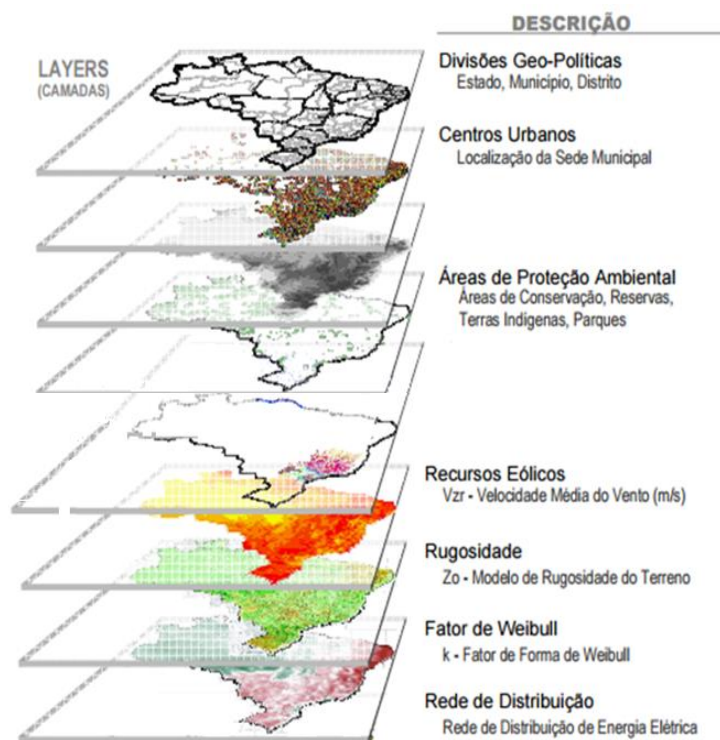 DESCRIÇÃO
LAYERS
(CAMADAS)
Divisões Geo-Políticas
Estado, Municipio, Distrito
Centros Urbanos
Localização da Sede Municipal
Áreas de Proteção Ambiental
Áreas de Conservação, Reservas,
Terras Indígenas, Parques
Recursos Eólicos
Vzr - Velocidade Média do Vento (m/s)
Rugosidade
Zo - Modelo de Rugosidade do Terreno
Fator de Weibull
k - Fator de Forma de Weibull
Rede de Distribuição
Rede de Distribuição de Energia Elétrica